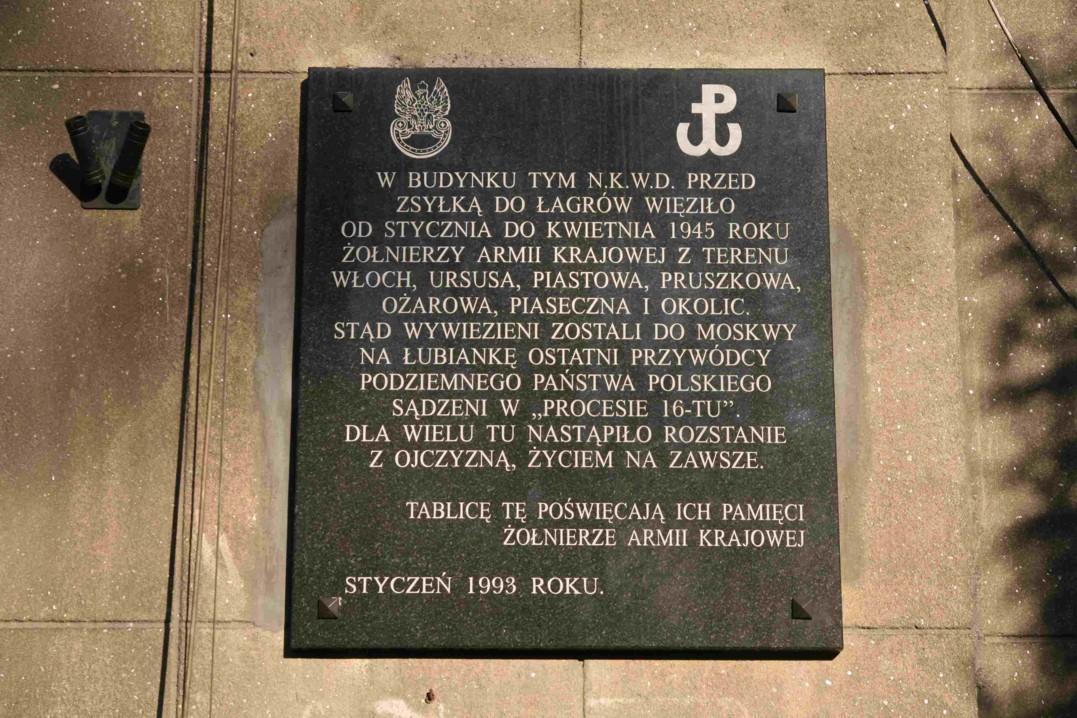 W BUDYNKU TYM N.K.W.D. PRZED
ZSYŁKĄ DO ŁAGRÓW WIĘZIŁO
OD STYCZNIA DO KWIETNIA 1945 ROKU
ŻOŁNIERZY ARMII KRAJOWEJ Z TERENU
WŁOCH, URSUSA, PIASTOWA, PRUSZKOWA,
OŻAROWA, PIASECZNA I OKOLIC.
STĄD WYWIEZIENI ZOSTALI DO MOSKWY
NA ŁUBIANKĘ OSTATNI PRZYWÓDCY
PODZIEMNEGO PAŃSTWA POLSKIEGO
SĄDZENI W „PROCESIE 16-TU”.
DLA WIELU TU NASTĄPIŁO ROZSTANIE
Z OJCZYZNĄ, ŻYCIEM NA ZAWSZE.
TABLICĘ TĘ POŚWIĘCAJĄ ICH PAMIĘCI
ŻOŁNIERZE ARMII KRAJOWEJ
STYCZEŃ 1993 ROKU.